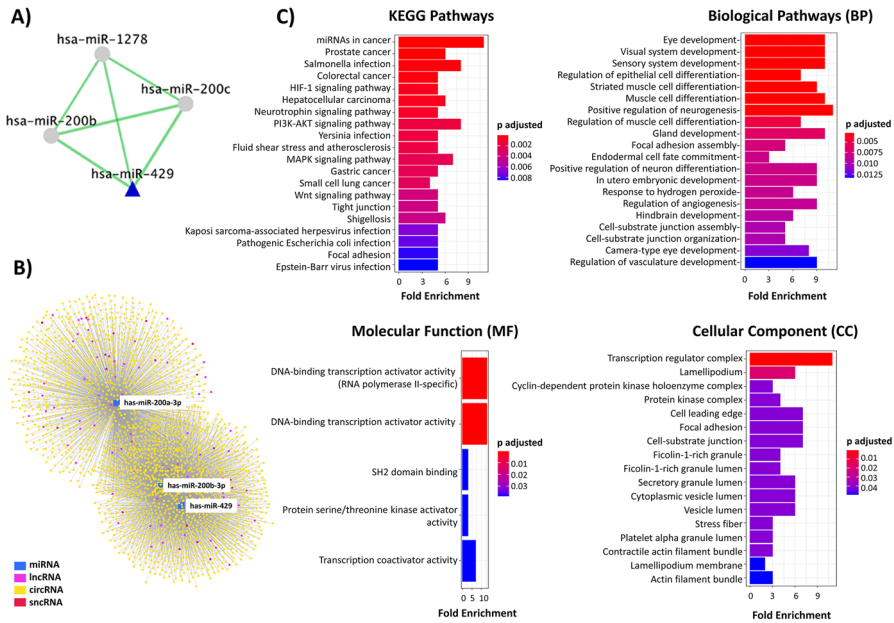 A)
hsa-miR-1278
hsa-miR-200c
hsa-miR-200b
hsa-miR-429
B)
has-miR-200a-3p
has-miR-200b-3p
has-miR-429
miRNA
lncRNA
circRNA
sncRNA
C)
KEGG Pathways
miRNAs in cancer
Prostate cancer
Salmonella infection
Colorectal cancer
HIF-1 signaling pathway
Hepatocellular carcinoma
Neurotrophin signaling pathway
PI3K-AKT signaling pathway
Yersinia infection
Fluid shear stress and atherosclerosis
MAPK signaling pathway
Gastric cancer
Small cell lung cancer
Wnt signaling pathway
Tight junction
Shigellosis
Kaposi sarcoma-associated herpesvirus infection
Pathogenic Escherichia coli infection
Focal adhesion
Epstein-Barr virus infection
0 3 6 9
Fold Enrichment
p adjusted
0.002
0.004
0.006
0.008
Biological Pathways (BP)
Eye development-
Visual system development-
Sensory system development-
Regulation of epithelial cell differentiation-
Striated muscle cell differentiation-
Muscle cell differentiation-
Positive regulation of neurogenesis-
Regulation of muscle cell differentiation-
Gland development-
Focal adhesion assembly-
Endodermal cell fate commitment-
Positive regulation of neuron differentiation-
In utero embryonic development-
Response to hydrogen peroxide-
Regulation of angiogenesis-
Hindbrain development-
Cell-substrate junction assembly-
Cell-substrate junction organization-
Camera-type eye development-
Regulation of vasculature development-
0 3 6 9
Fold Enrichment
p adjusted
0.0025
0.0050
0.0075
0.0100
0.0125
Molecular Function (MF)
DNA-binding transcription activator activity
(RNA polymerase II-specific)
DNA-binding transcription activator activity
SH2 domain binding
Protein serine/threonine kinase activator
activity
Transcription coactivator activity
0 5 10
Fold Enrichment
p adjusted
0.01
0.02
0.03
Cellular Component (CC)
Transcription regulator complex
Lamellipodium
Cyclin-dependent protein kinase holoenzyme complex
Protein kinase complex
Cell leading edge
Focal adhesion
Cell-substrate junction
Ficolin-1-rich granule
Ficolin-1-rich granule lumen
Secretory granule lumen
Cytoplasmic vesicle lumen
Vesicle lumen
Stress fiber
Platelet alpha granule lumen
Contractile actin filament bundle
Lamellipodium membrane
Actin filament bundle
0 3 6 9
Fold Enrichment
p adjusted
0.01
0.02
0.03
0.04